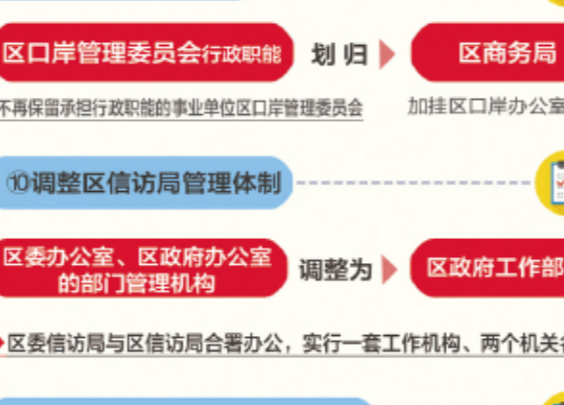 区口岸管理委员会行政职能 划归 区商务局
不再保留承担行政职能的事业单位区口岸管理委员会 加挂区口岸办公室
⑩调整区信访局管理体制
区委办公室、区政府办公室
的部门管理机构 调整为 区政府工作部
区委信访局与区信访局合署办公，实行一套工作机构、两个机关